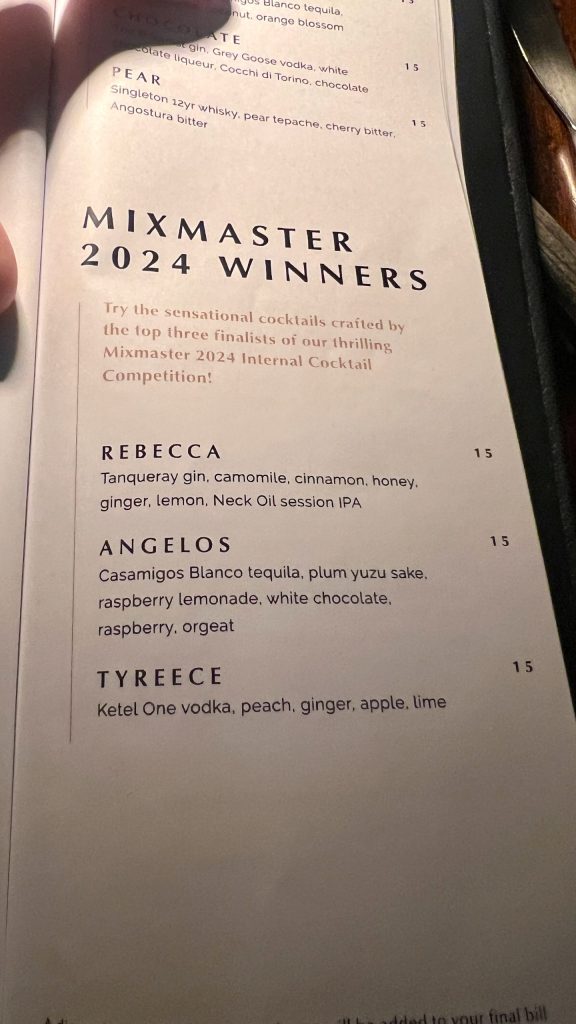 Blanco tequila,
orange blossom
CHOCOLATE
gin, Grey Goose vodka, white 15
liqueur, Cocchi di Torino, chocolate
PEAR
Singleton 12yr whisky, pear tepache, cherry bitter, 15
Angostura bitter
MIXMASTER
2024 WINNERS
Try the sensational cocktails crafted by
the top three finalists of our thrilling
Mixmaster 2024 Internal Cocktail
Competition!
REBECCA 15
Tanqueray gin, camomile, cinnamon, honey,
ginger, lemon, Neck Oil session IPA
ANGELOS 15
Casamigos Blanco tequila, plum yuzu sake,
raspberry lemonade, white chocolate,
raspberry, orgeat
TYREECE 15
Ketel One vodka, peach, ginger, apple, lime
added to your final bill